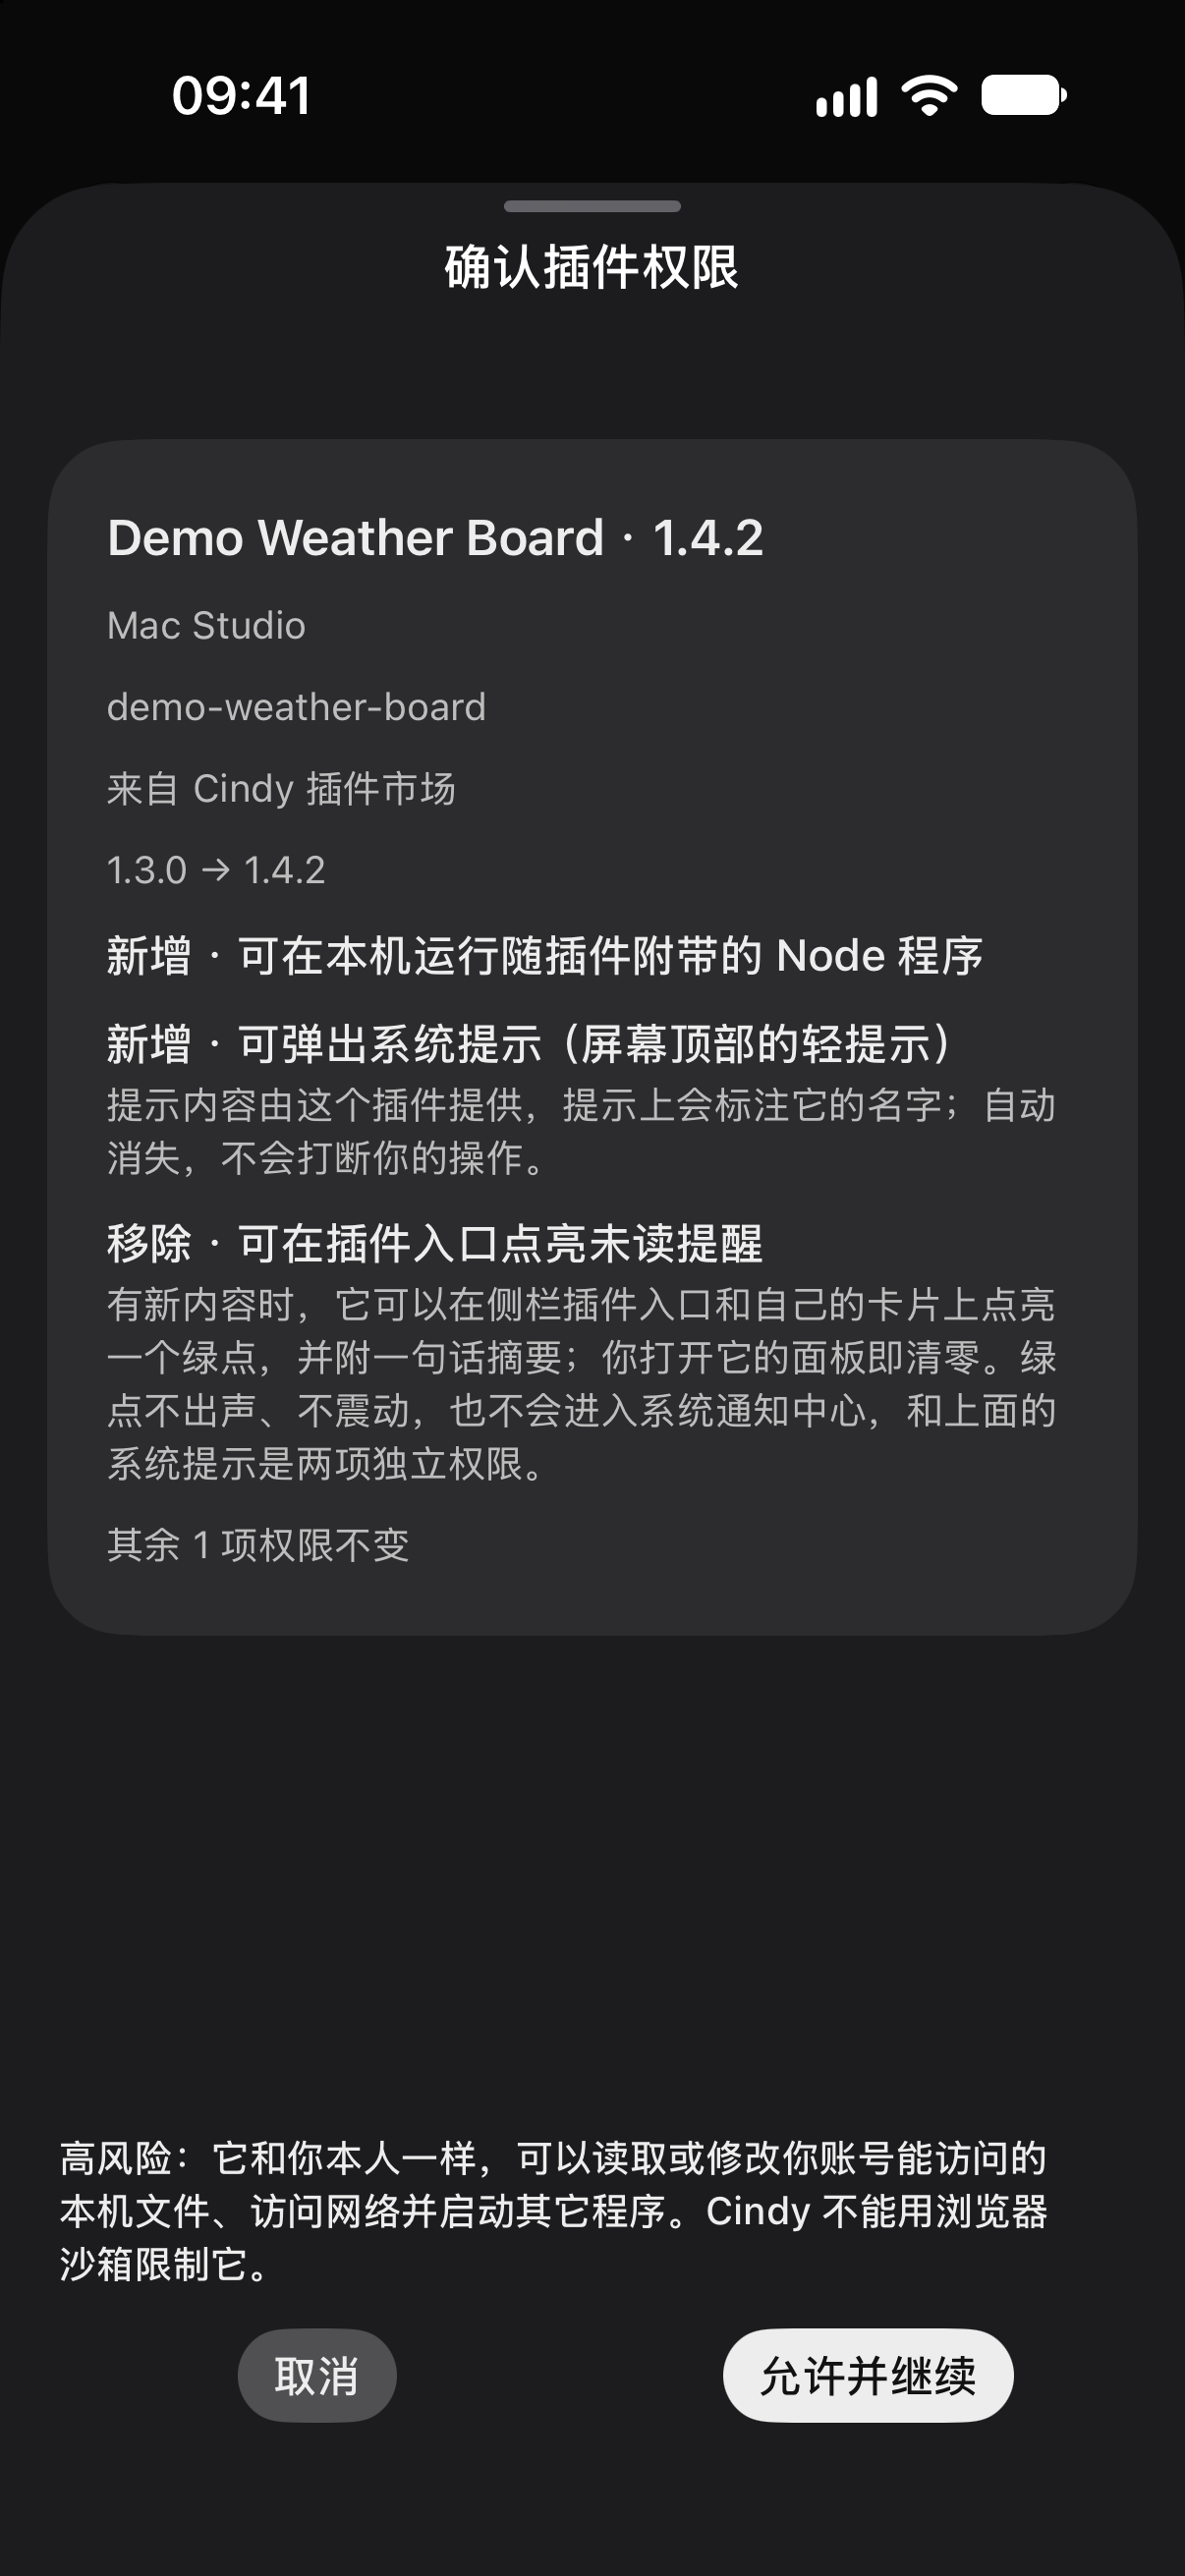 09:41
确认插件权限
Demo Weather Board · 1.4.2
Mac Studio
demo-weather-board
来自 Cindy 插件市场
1.3.0 → 1.4.2
新增 · 可在本机运行随插件附带的 Node 程序
新增 · 可弹出系统提示（屏幕顶部的轻提示）
提示内容由这个插件提供，提示上会标注它的名字；自动
消失，不会打断你的操作。
移除 · 可在插件入口点亮未读提醒
有新内容时，它可以在侧栏插件入口和自己的卡片上点亮
一个绿点，并附一句话摘要；你打开它的面板即清零。绿
点不出声、不震动，也不会进入系统通知中心，和上面的
系统提示是两项独立权限。
其余 1 项权限不变
高风险：它和你本人一样，可以读取或修改你账号能访问的
本机文件、访问网络并启动其它程序。Cindy 不能用浏览器
沙箱限制它。
取消
允许并继续